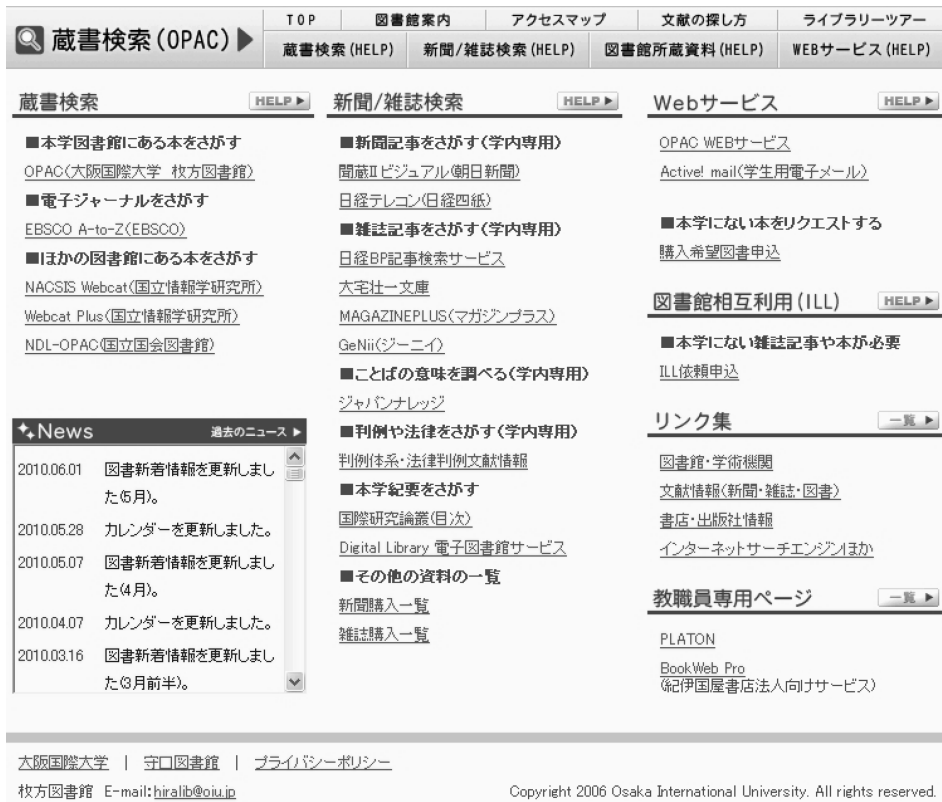 蔵書検索(OPAC)
TOP 図書館案内 アクセスマップ 文献の探し方 ライブラリーツアー
蔵書検索(HELP) 新聞/雑誌検索(HELP) 図書館所蔵資料(HELP) WEBサービス(HELP)
蔵書検索 HELP
■本学図書館にある本をさがす
OPAC(大阪国際大学 枚方図書館)
■電子ジャーナルをさがす
EBSCO A-to-Z(EBSCO)
■ほかの図書館にある本をさがす
NACSIS Webcat(国立情報学研究所)
Webcat Plus(国立情報学研究所)
NDL-OPAC(国立国会図書館)
News 過去のニュース
2010.06.01 図書新着情報を更新しまし
た(5月)。
2010.05.28 カレンダーを更新しました。
2010.05.07 図書新着情報を更新しまし
た(4月)。
2010.04.07 カレンダーを更新しました。
2010.03.16 図書新着情報を更新しまし
た(3月前半)。
新聞/雑誌検索 HELP
■新聞記事をさがす(学内専用)
聞蔵Ⅱビジュアル(朝日新聞)
日経テレコン(日経四紙)
■雑誌記事をさがす(学内専用)
日経BP記事検索サービス
大宅壮一文庫
MAGAZINEPLUS(マガジンプラス)
GeNii(ジーニイ)
■ことばの意味を調べる(学内専用)
ジャパンナレッジ
■判例や法律をさがす(学内専用)
判例体系・法律判例文献情報
■本学紀要をさがす
国際研究論叢(目次)
Digital Library 電子図書館サービス
■その他の資料の一覧
新聞購入一覧
雑誌購入一覧
Webサービス HELP
OPAC WEBサービス
Active! mail(学生用電子メール)
■本学にない本をリクエストする
購入希望図書申込
図書館相互利用(ILL) HELP
■本学にない雑誌記事や本が必要
ILL依頼申込
リンク集 一覧
図書館・学術機関
文献情報(新聞・雑誌・図書)
書店・出版社情報
インターネットサーチエンジンほか
教職員専用ページ 一覧
PLATON
BookWeb Pro
(紀伊国屋書店法人向けサービス)
大阪国際大学 | 守口図書館 | プライバシーポリシー
枚方図書館 E-mail:hiralib@oiu.jp
Copyright 2006 Osaka International University. All rights reserved.